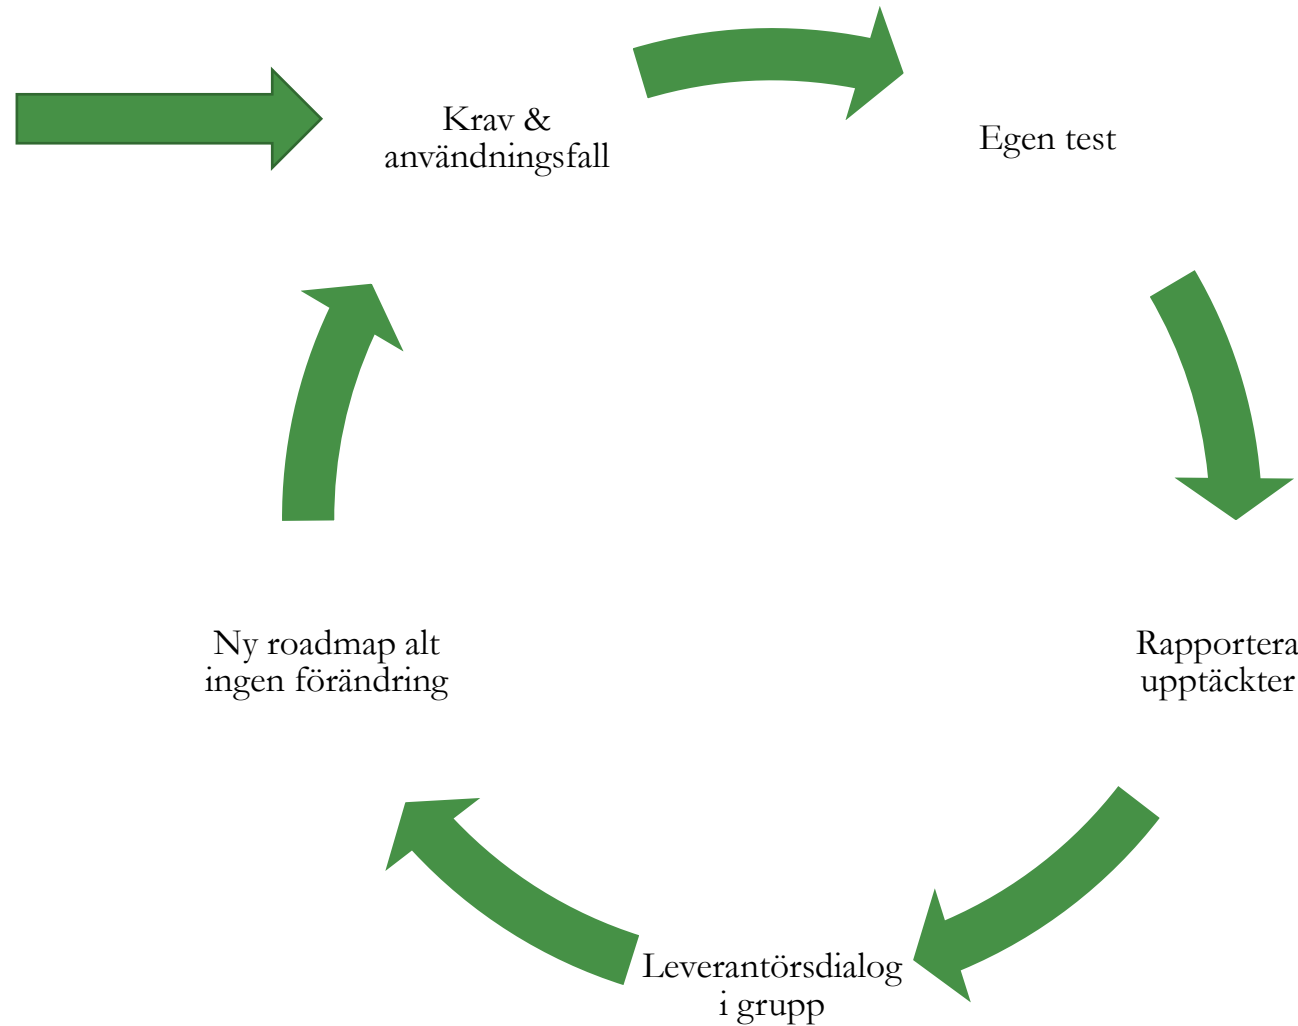 Krav &
användningsfall
Egen test
Rapportera
upptäckter
Leverantörsdialog
i grupp
Ny roadmap alt
ingen förändring